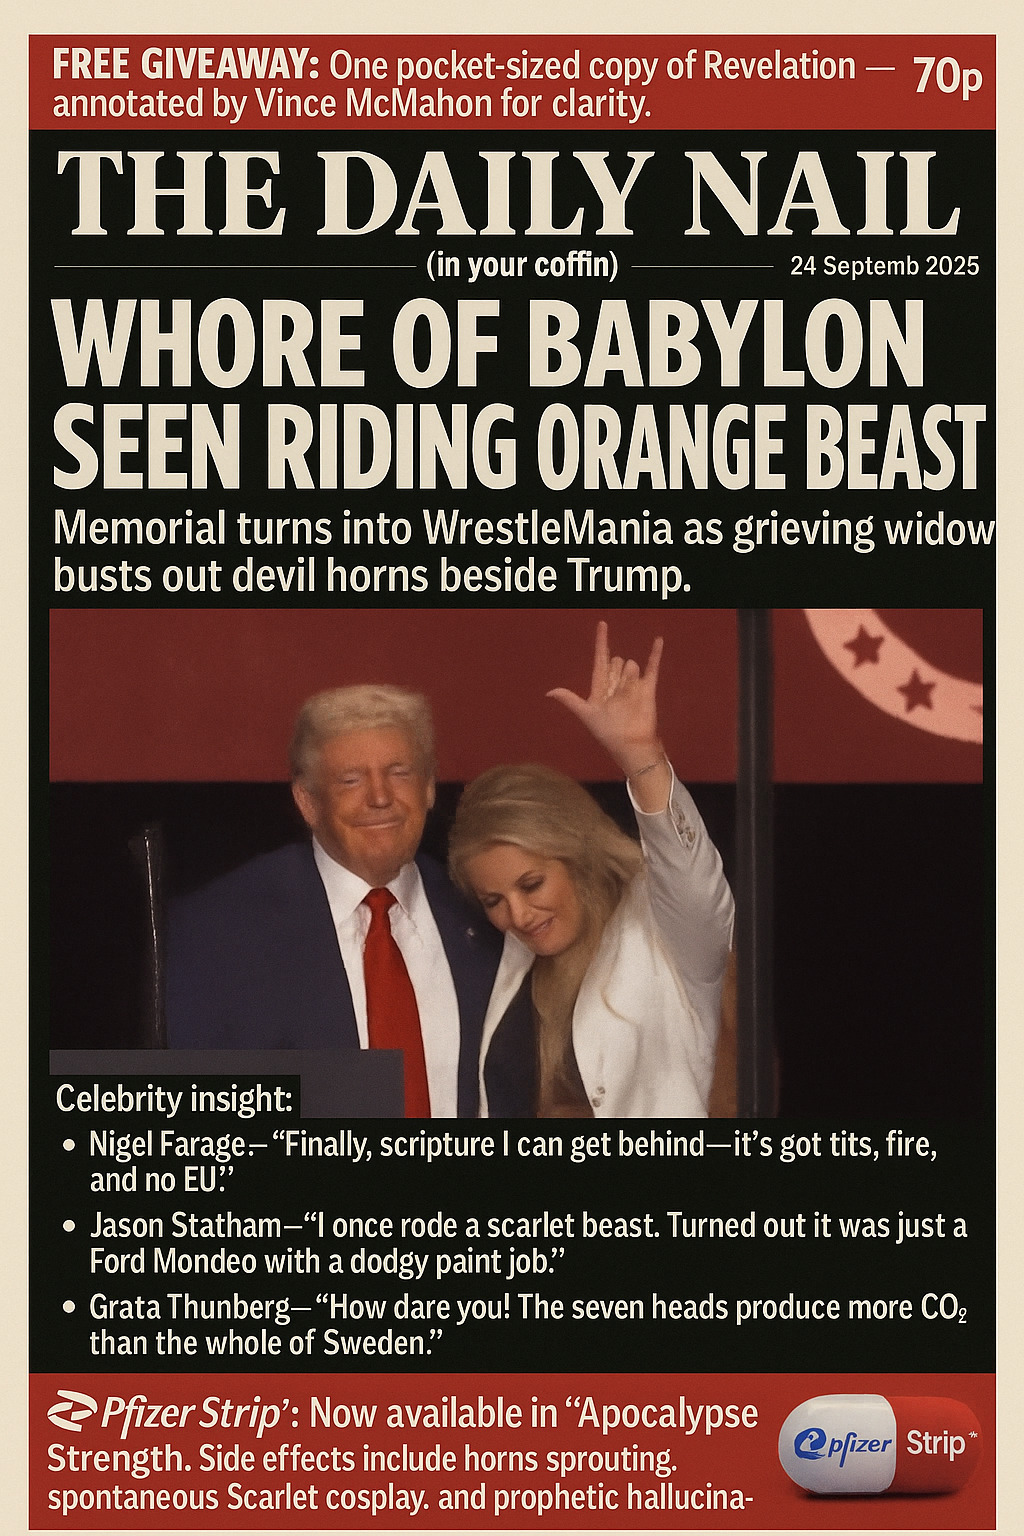 FREE GIVEAWAY: One pocket-sized copy of Revelation —
annotated by Vince McMahon for clarity.
70p
THE DAILY NAIL
(in your coffin)
24 Septemb 2025
WHORE OF BABYLON
SEEN RIDING ORANGE BEAST
Memorial turns into WrestleMania as grieving widow
busts out devil horns beside Trump.
Celebrity insight:
• Nigel Farage.– “Finally, scripture I can get behind—it’s got tits, fire,
and no EU.”
• Jason Statham—“I once rode a scarlet beast. Turned out it was just a
Ford Mondeo with a dodgy paint job.”
• Grata Thunberg—“How dare you! The seven heads produce more CO₂
than the whole of Sweden.”
Pfizer Strip’: Now available in “Apocalypse
Strength. Side effects include horns sprouting.
spontaneous Scarlet cosplay. and prophetic hallucina-
pfizer Strip